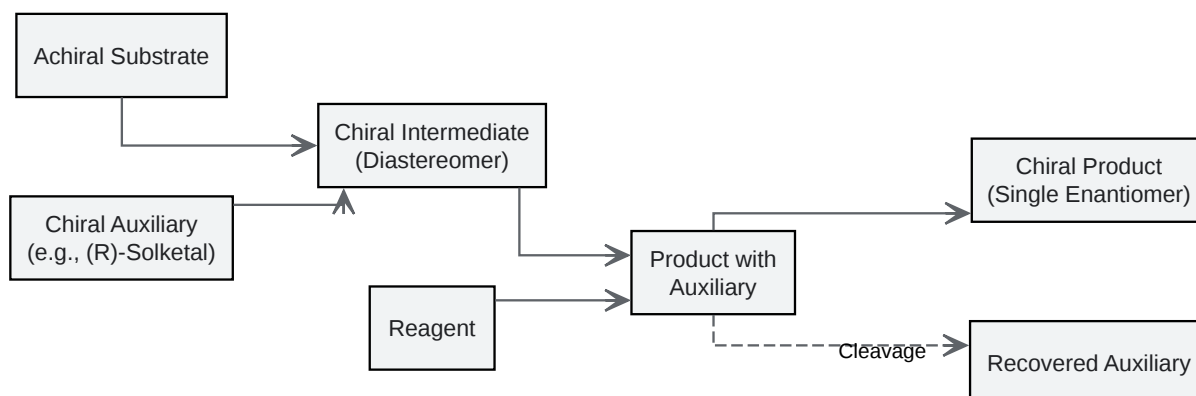 Achiral Substrate
Chiral Intermediate
(Diastereomer)
Chiral Auxiliary
(e.g., (R)-Solketal)
Reagent
Product with
Auxiliary
Chiral Product
(Single Enantiomer)
Cleavage
Recovered Auxiliary